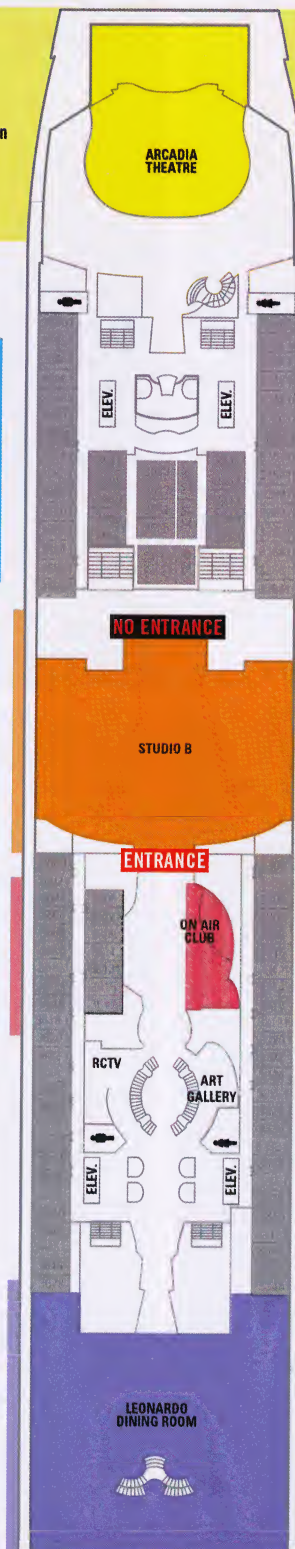 n
ARCADIA
THEATRE
ELEV.
ELEV.
NO ENTRANCE
STUDIO B
ENTRANCE
ON AIR
CLUB
RCTV
ART
GALLERY
ELEV.
ELEV.
LEONARDO
DINING ROOM